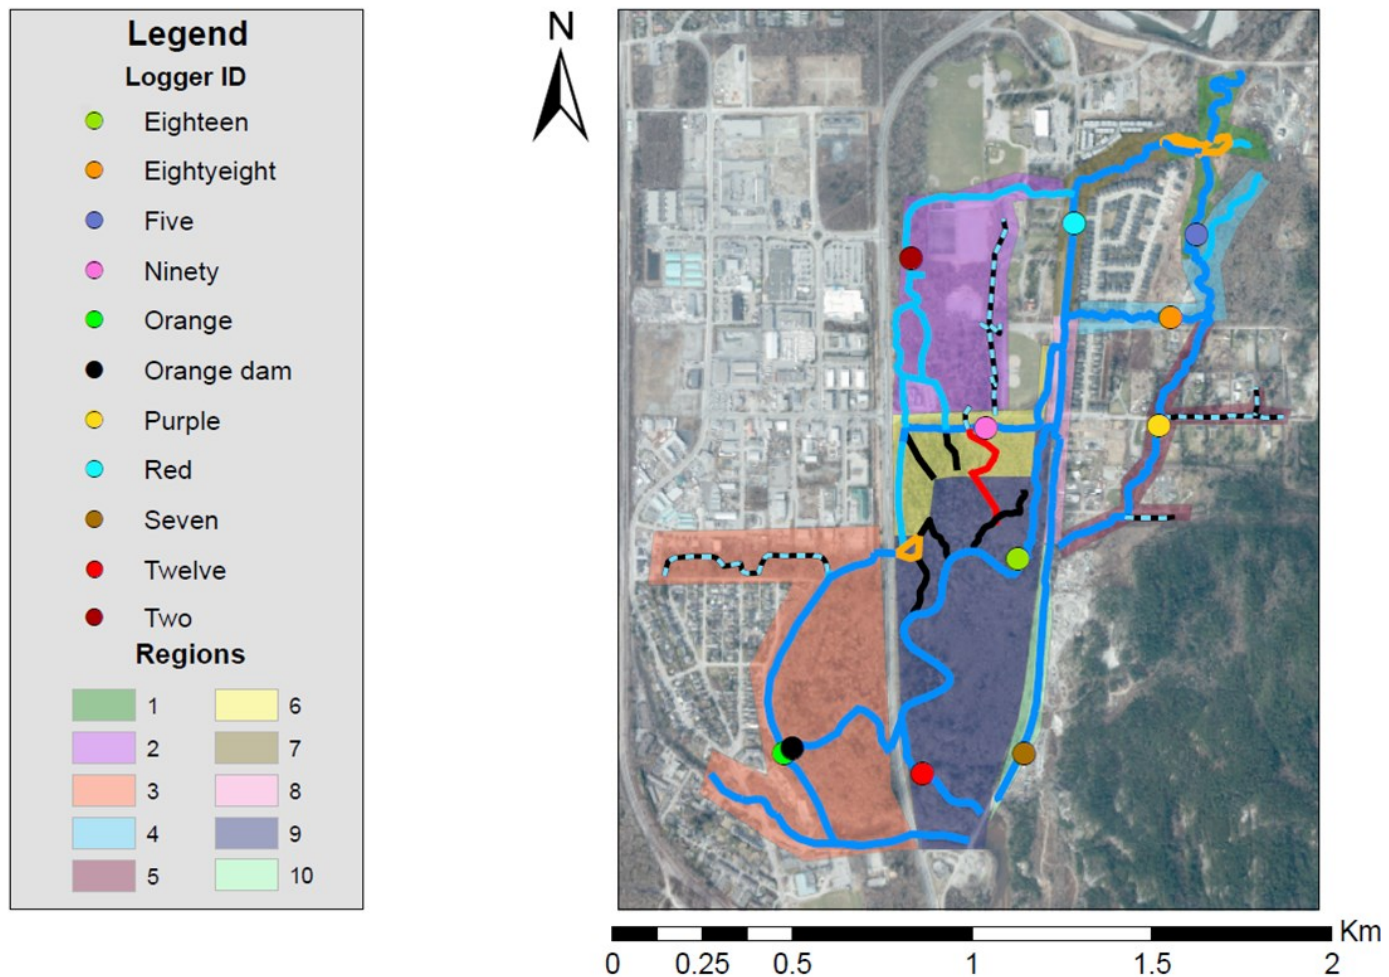 Legend
Logger ID
Eighteen
Eightyeight
Five
Ninety
Orange
Orange dam
Purple
Red
Seven
Twelve
Two
Regions
1 6
2 7
3 8
4 9
5 10
N
Km
0 0.25 0.5 1 1.5 2